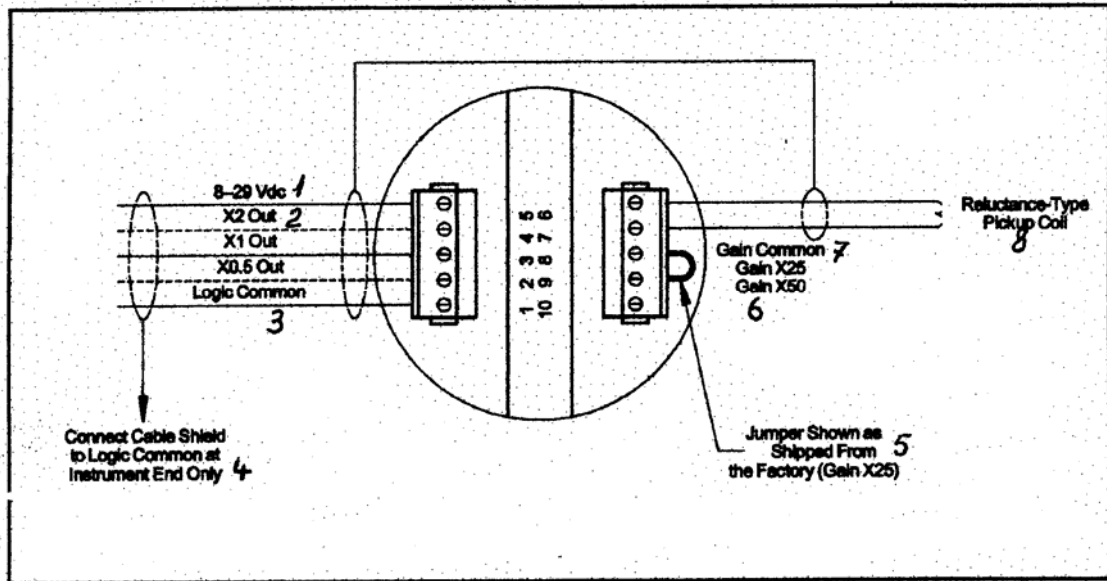 8–29 Vdc 1
X2 Out 2
X1 Out
X0.5 Out
Logic Common
3
Connect Cable Shield
to Logic Common at
Instrument End Only 4
5 6
4 7
3 8
2 9
1 10
Reluctance-Type
Pickup Coil
8
Gain Common 7
Gain X25
Gain X50
6
Jumper Shown as
Shipped From 5
the Factory (Gain X25)